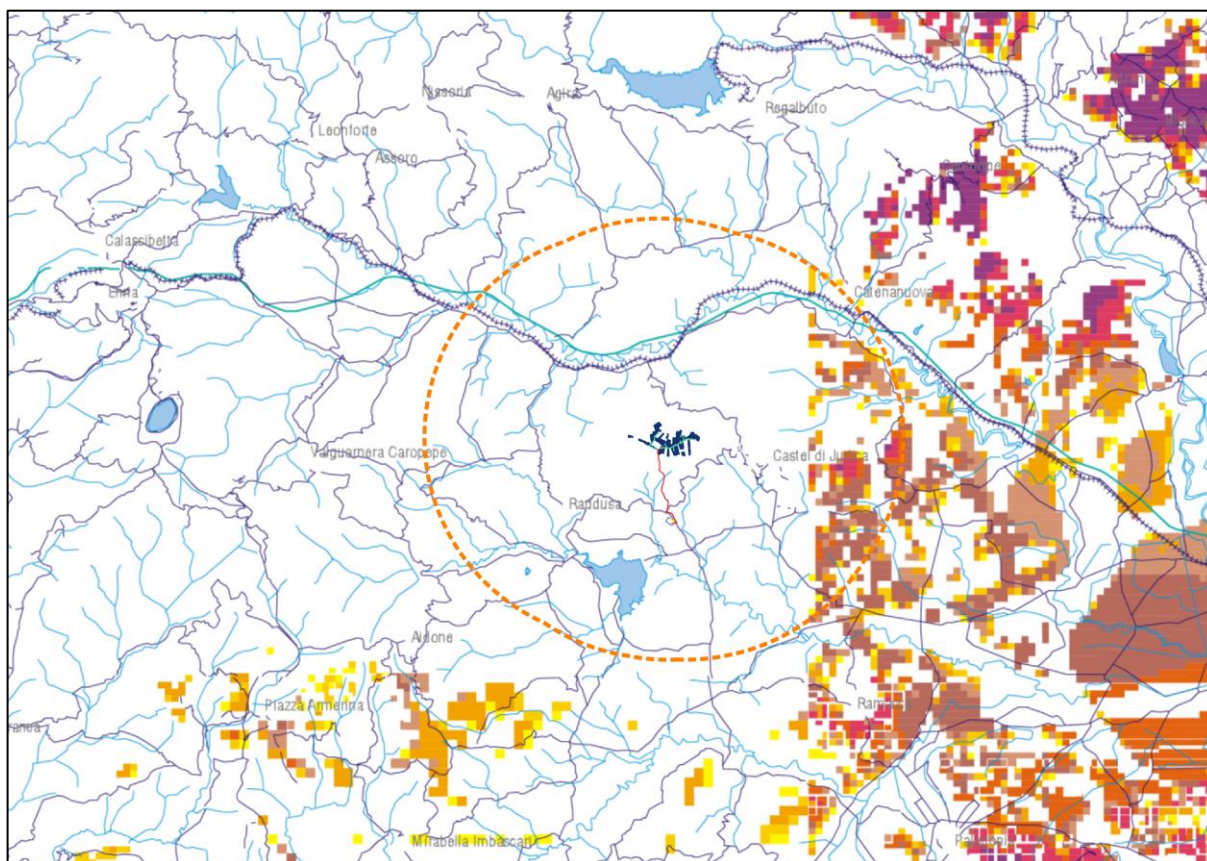 Nissoria
Agira
Regalbuto
Leonforte
Assoro
Calascibetta
Enna
Catenanuova
Valguarnera Caropepe
Castel di Judica
Raddusa
Aidone
Piazza Armerina
Mirabella Imbaccari